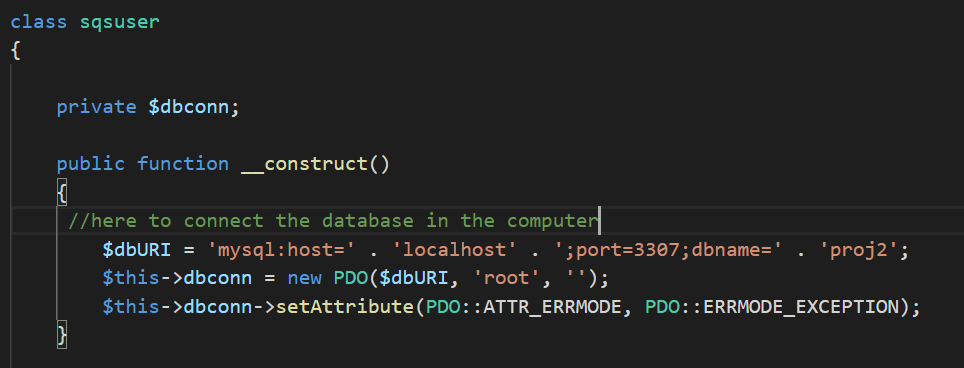 class sqsuser
{
private $dbconn;
public function __construct()
{
//here to connect the database in the computer
$dbURI = 'mysql:host=' . 'localhost' . ';port=3307;dbname=' . 'proj2';
$this->dbconn = new PDO($dbURI, 'root', '');
$this->dbconn->setAttribute(PDO::ATTR_ERRMODE, PDO::ERRMODE_EXCEPTION);
}